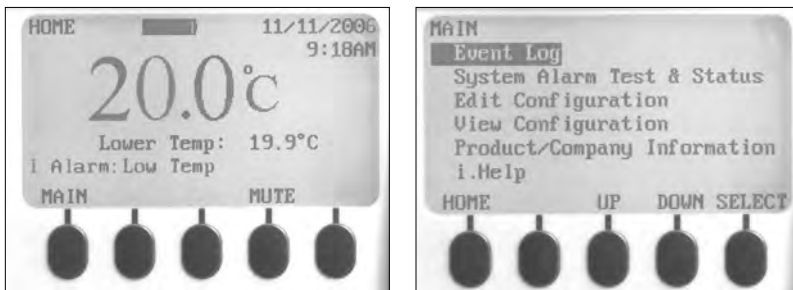 HOME 11/11/2006
9:18AM
20.0°C
Lower Temp: 19.9°C
i Alarm:Low Temp
MAIN MUTE
MAIN
Event Log
System Alarm Test & Status
Edit Configuration
View Configuration
Product/Company Information
i.Help
HOME UP DOWN SELECT